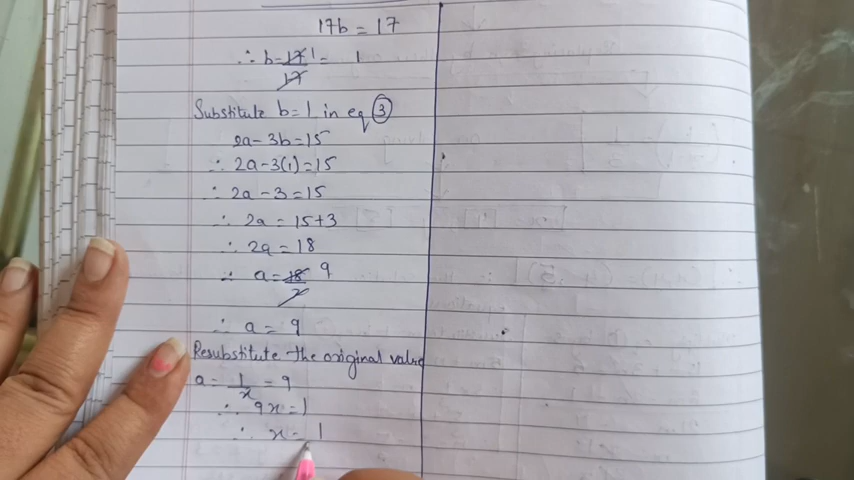 17b = 17
∴ b = 17 1 = 1
17
Substitute b=1 in eq 3
2a - 3b = 15
∴ 2a - 3(1) = 15
∴ 2a - 3 = 15
∴ 2a = 15+3
∴ 2a = 18
∴ a = 18 9
2
∴ a = 9
Resubstitute the original value
a = 1 = 9
x
∴ 9x = 1
∴ x = 1